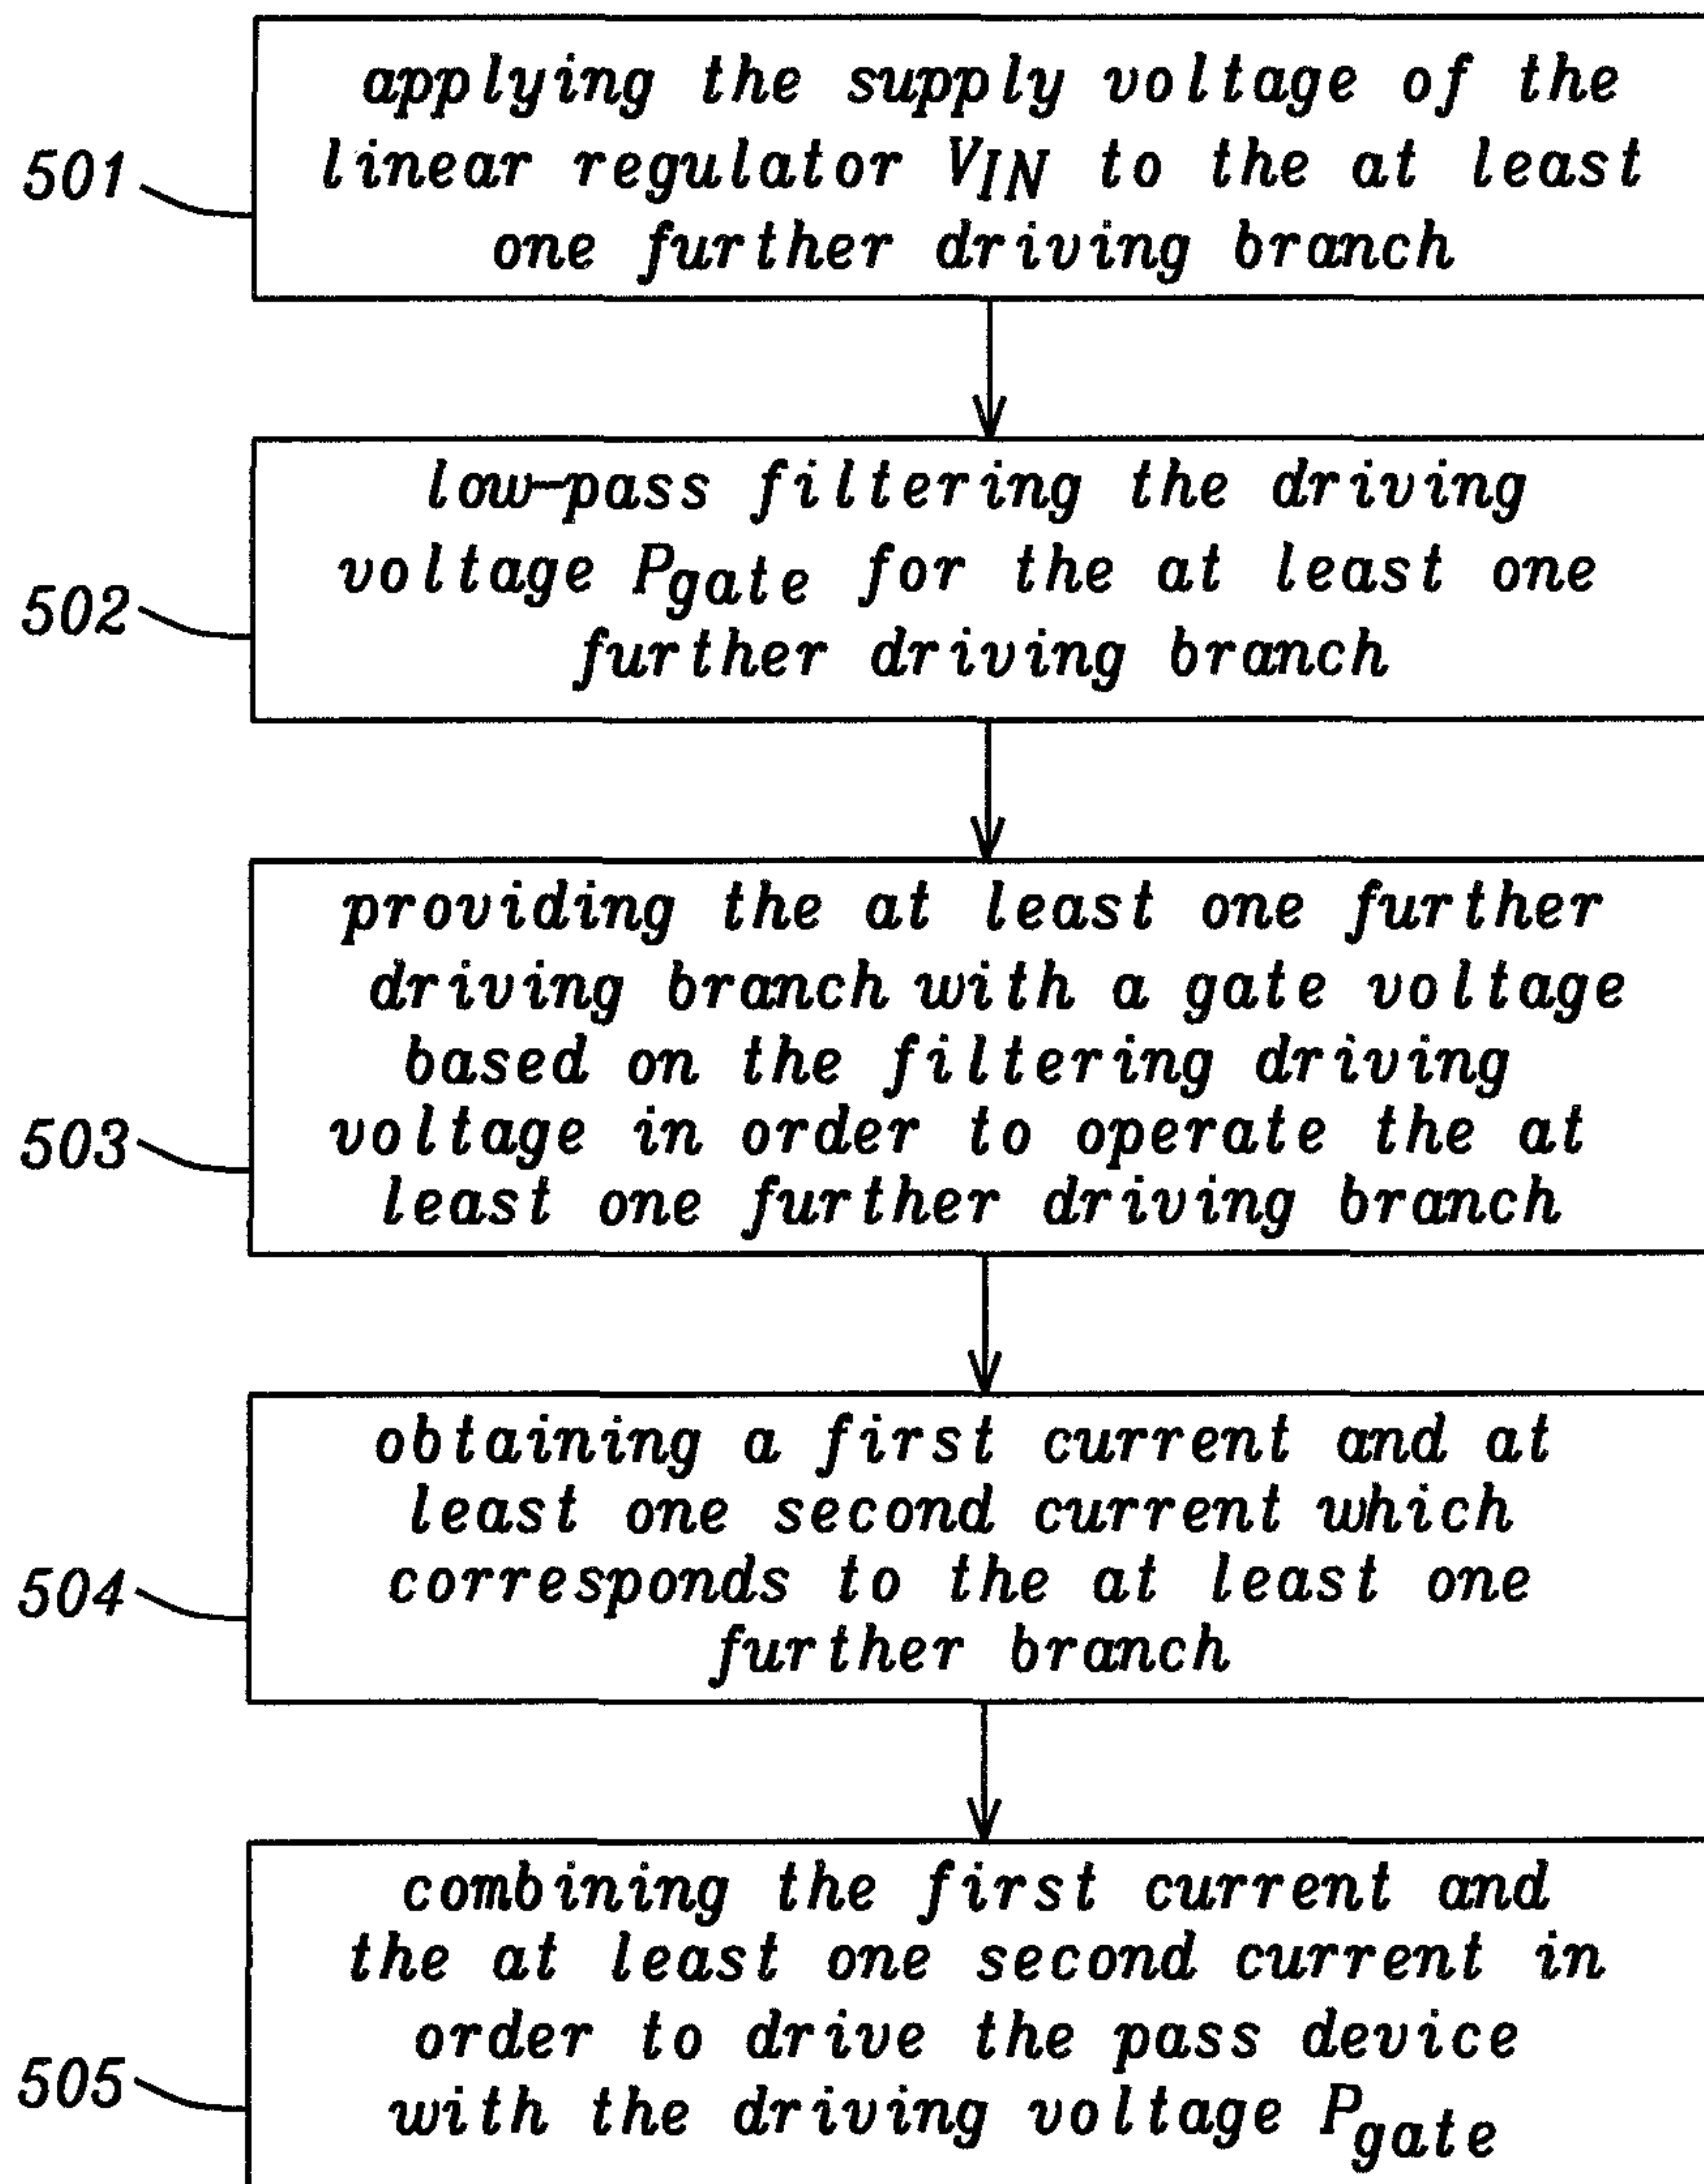 applying the supply voltage of the
501 linear regulator VIN to the at least
one further driving branch
low-pass filtering the driving
502 voltage Pgate for the at least one
further driving branch
providing the at least one further
driving branch with a gate voltage
based on the filtering driving
503 voltage in order to operate the at
least one further driving branch
obtaining a first current and at
least one second current which
504 corresponds to the at least one
further branch
combining the first current and
the at least one second current in
order to drive the pass device
505 with the driving voltage Pgate